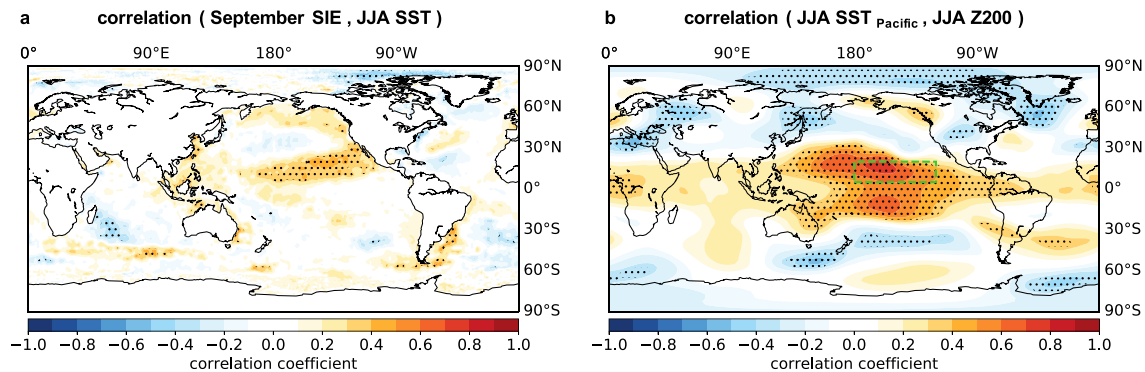 a correlation ( September SIE , JJA SST )
0° 90°E 180° 90°W
90°N
60°N
30°N
0°
30°S
60°S
90°S
−1.0 −0.8 −0.6 −0.4 −0.2 0.0 0.2 0.4 0.6 0.8 1.0
correlation coefficient
b correlation ( JJA SST Pacific , JJA Z200 )
0° 90°E 180° 90°W
90°N
60°N
30°N
0°
30°S
60°S
90°S
−1.0 −0.8 −0.6 −0.4 −0.2 0.0 0.2 0.4 0.6 0.8 1.0
correlation coefficient